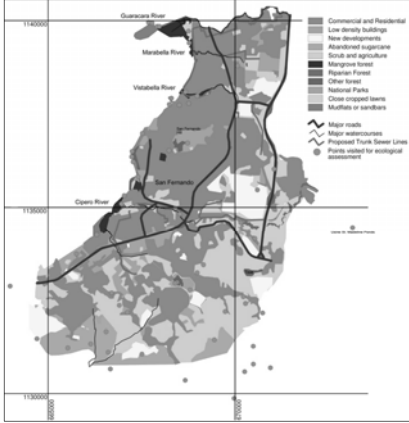 Guaracara River
1140000
Marabella River
Vistabella River
San Fernando
San Fernando
1135000
Cipero River
1130000
665000
670000
Commercial and Residential
Low density buildings
New developments
Abandoned sugarcane
Scrub and agriculture
Mangrove forest
Riparian Forest
Other forest
National Parks
Close cropped lawns
Mudflats or sandbars
Major roads
Major watercourses
Proposed Trunk Sewer Lines
Points visited for ecological
assessment